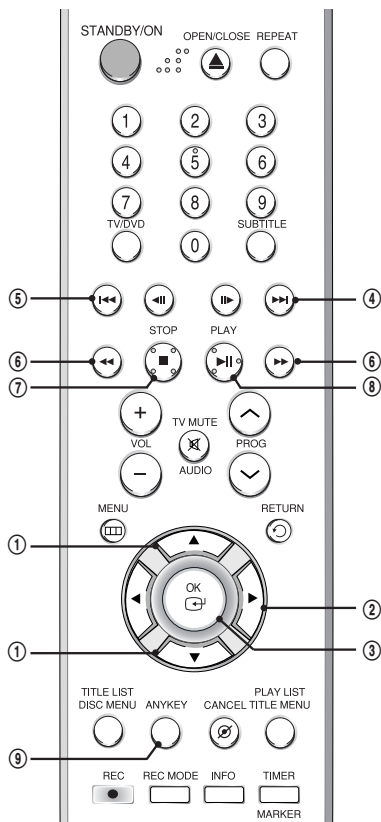 STANDBY/ON
OPEN/CLOSE REPEAT
1 2 3
4 5 6
7 8 9
TV/DVD SUBTITLE
0
⑤ ④
STOP PLAY
⑥ ⑥
⑦ ⑧
+
TV MUTE
VOL PROG
AUDIO
−
MENU RETURN
①
OK
②
① ③
TITLE LIST PLAY LIST
DISC MENU ANYKEY CANCEL TITLE MENU
⑨
REC REC MODE INFO TIMER
MARKER